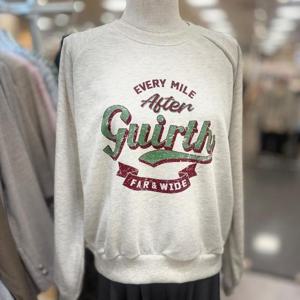 EVERY MILE
After
Guirth
FAR & WIDE